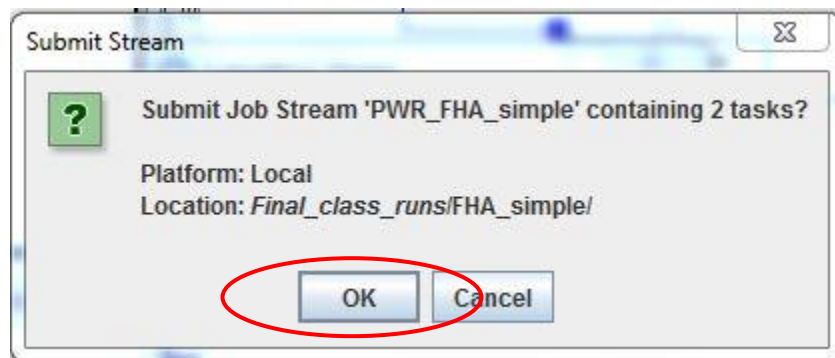 Submit Stream
Submit Job Stream 'PWR_FHA_simple' containing 2 tasks?
Platform: Local
Location: Final_class_runs/FHA_simple/
OK Cancel